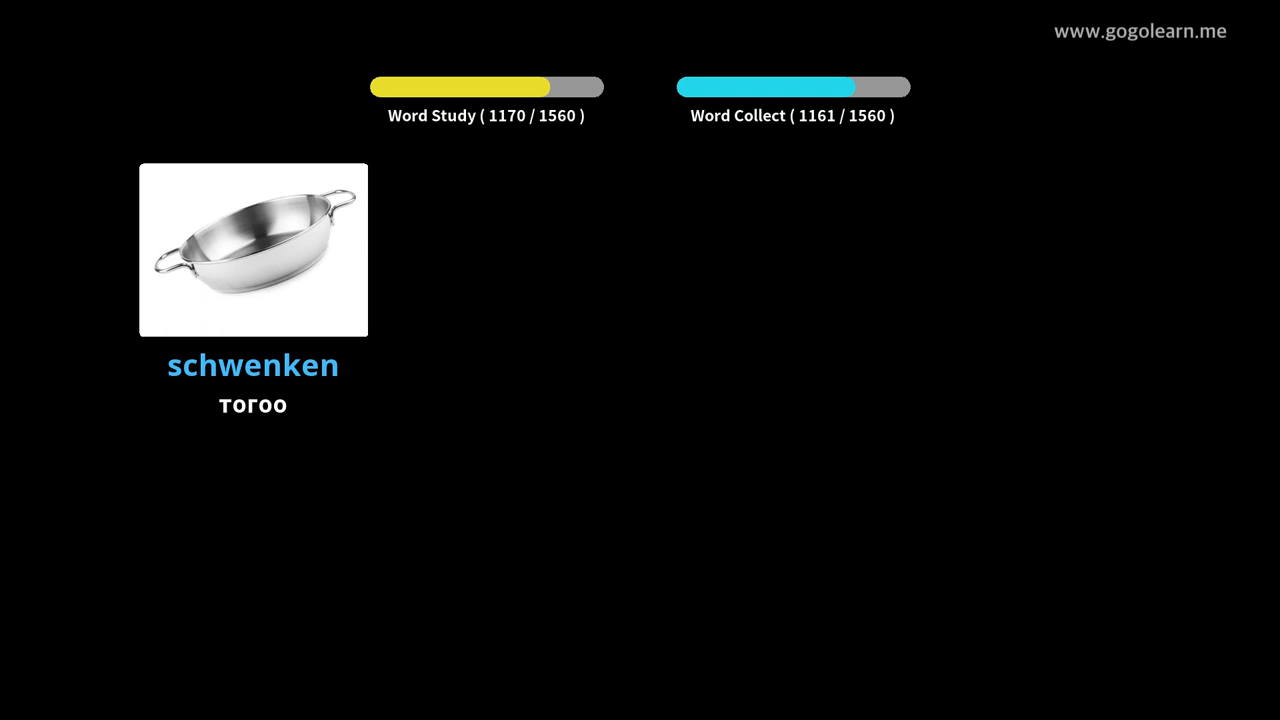 www.gogolearn.me
Word Study ( 1170 / 1560 )
Word Collect ( 1161 / 1560 )
schwenken
тогоо